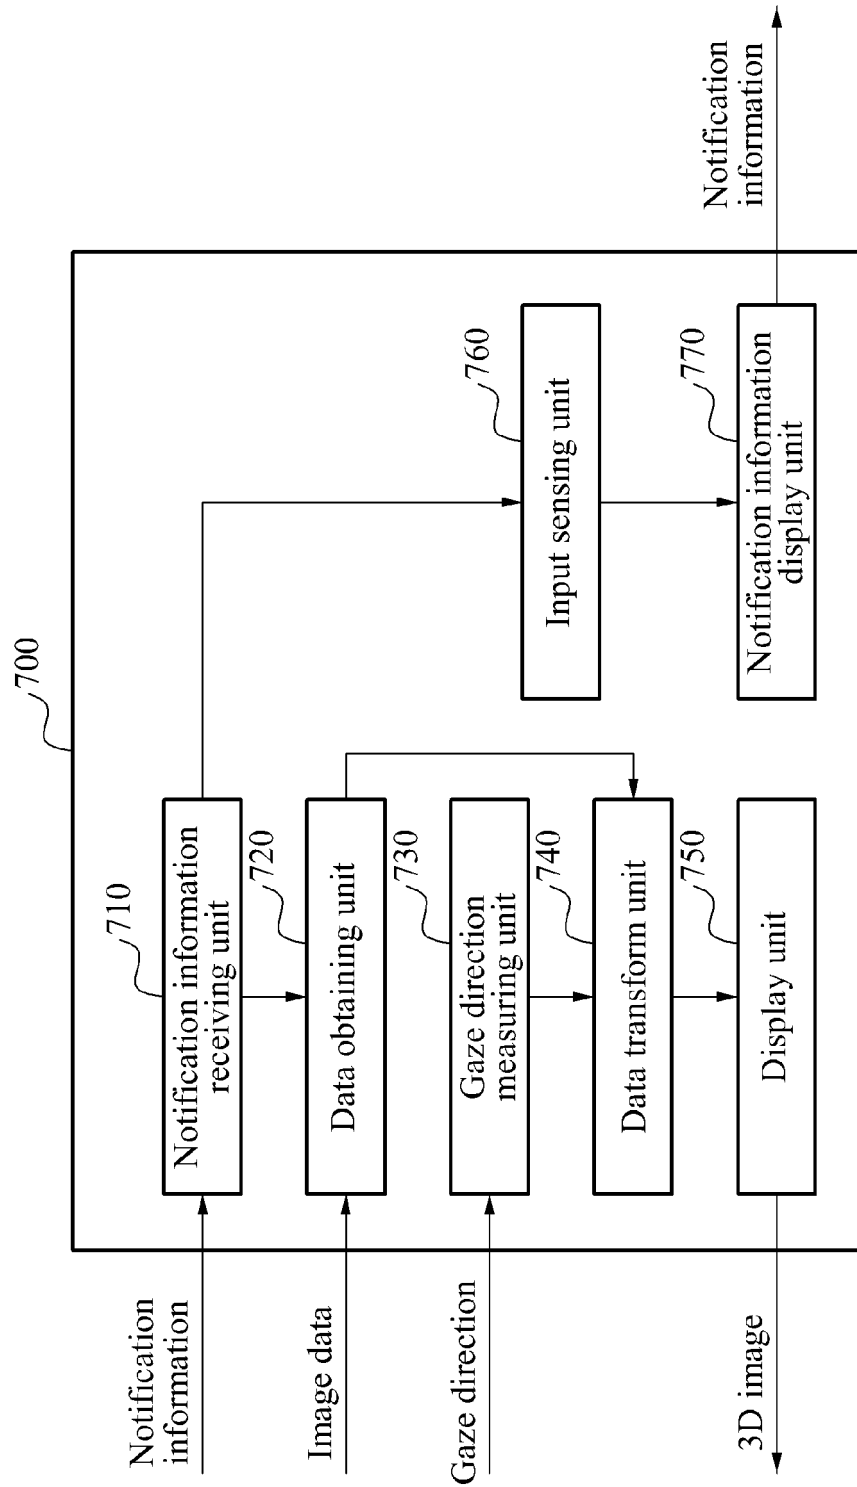 700
Notification
information
710
Notification information
receiving unit
Image data
720
Data obtaining unit
Gaze direction
730
Gaze direction
measuring unit
740
Data transform unit
3D image
750
Display unit
760
Input sensing unit
770
Notification information
display unit
Notification
information